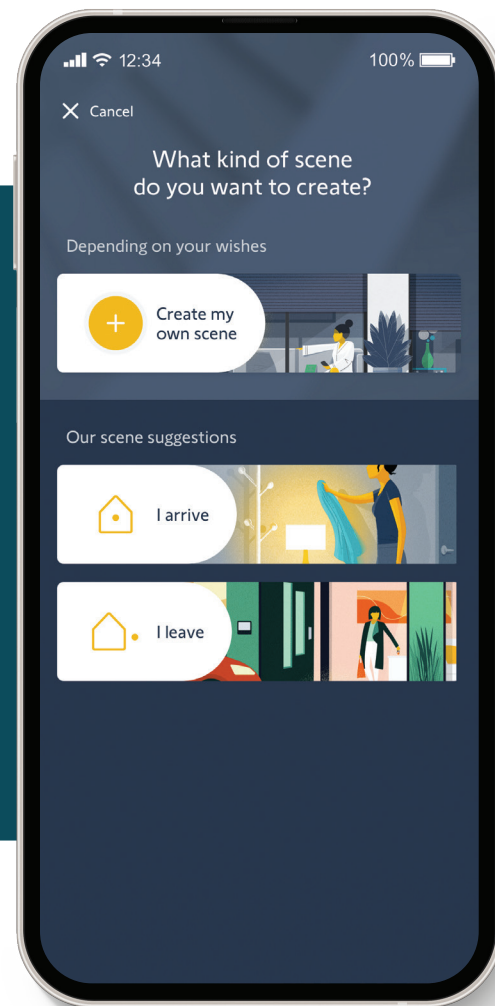 12:34
100%
Cancel
What kind of scene
do you want to create?
Depending on your wishes
Create my
own scene
Our scene suggestions
I arrive
I leave